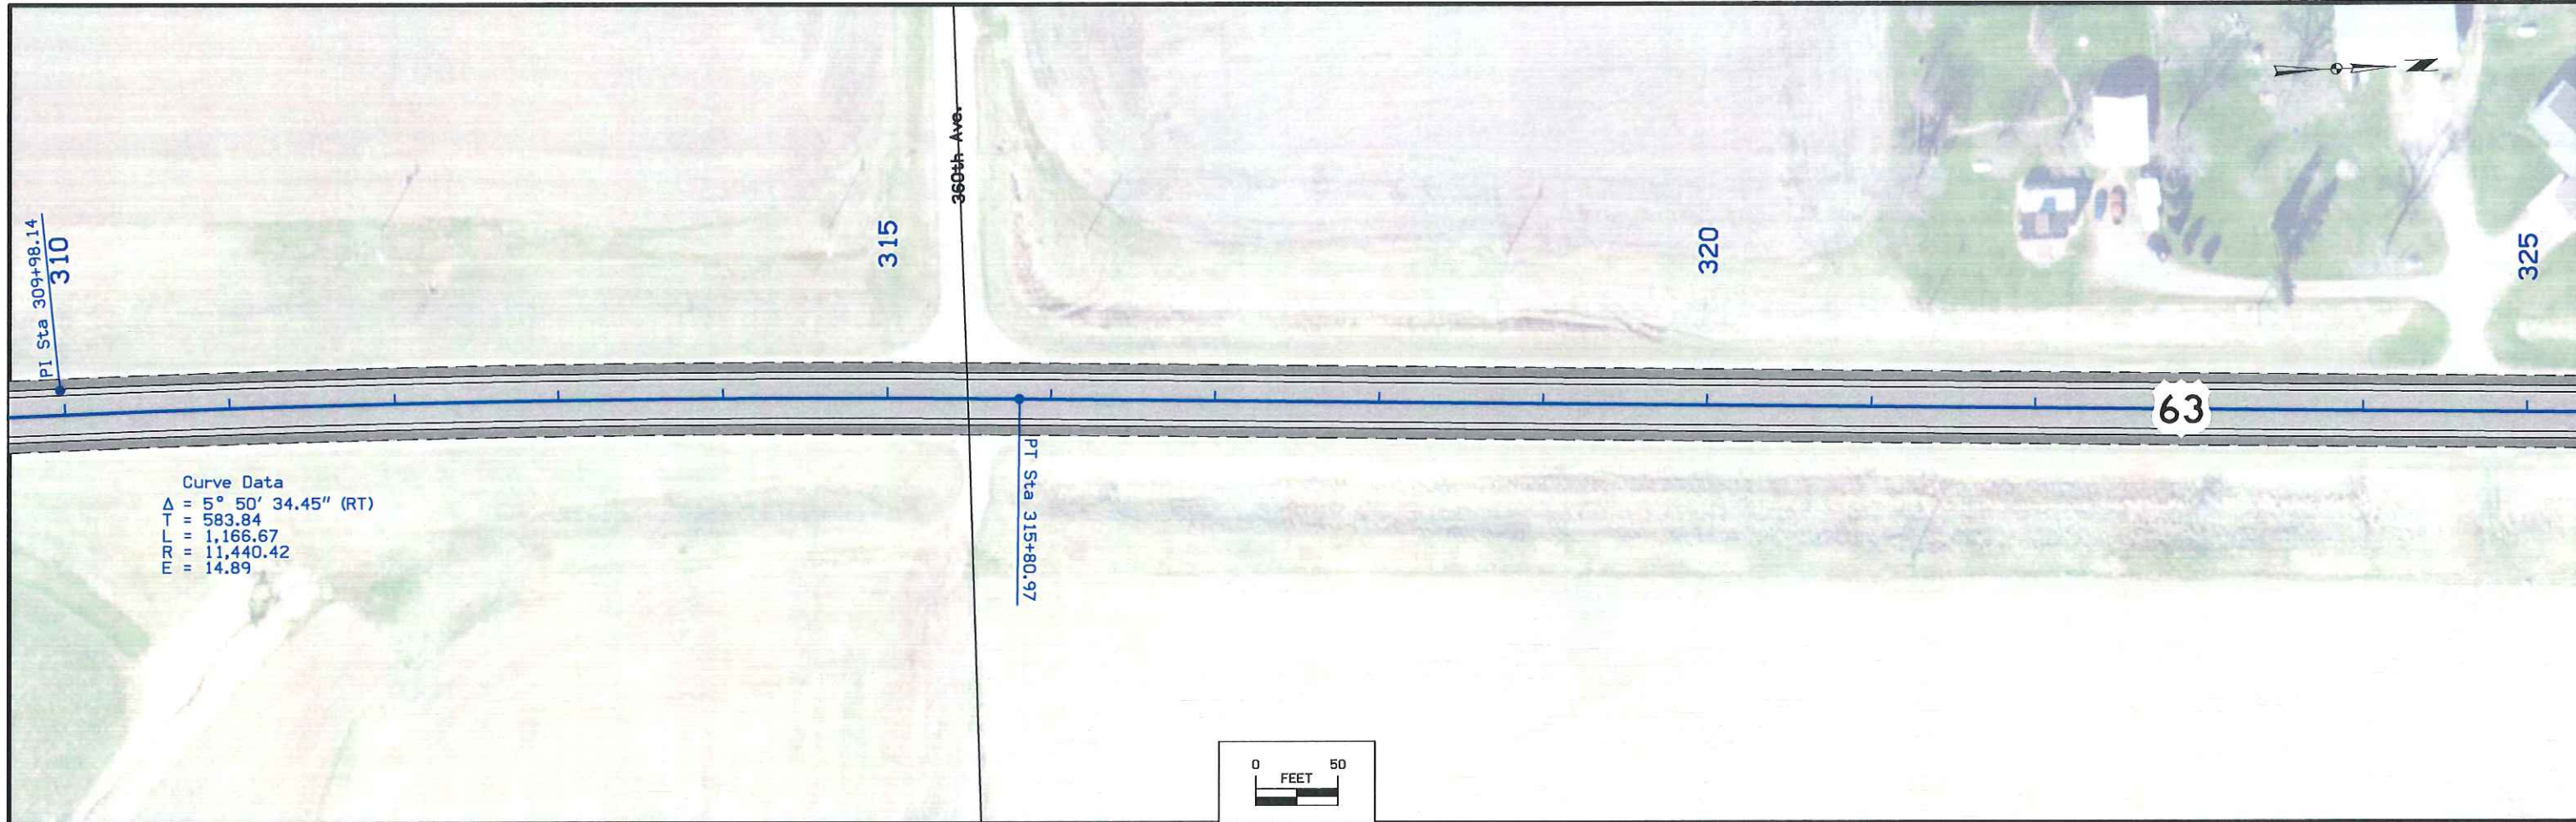 PI Sta 309+98.14
310
315
360th Ave.
320
325
N
63
PT Sta 315+80.97
Curve Data
Δ = 5° 50' 34.45" (RT)
T = 583.84
L = 1,166.67
R = 11,440.42
E = 14.89
0 50
FEET